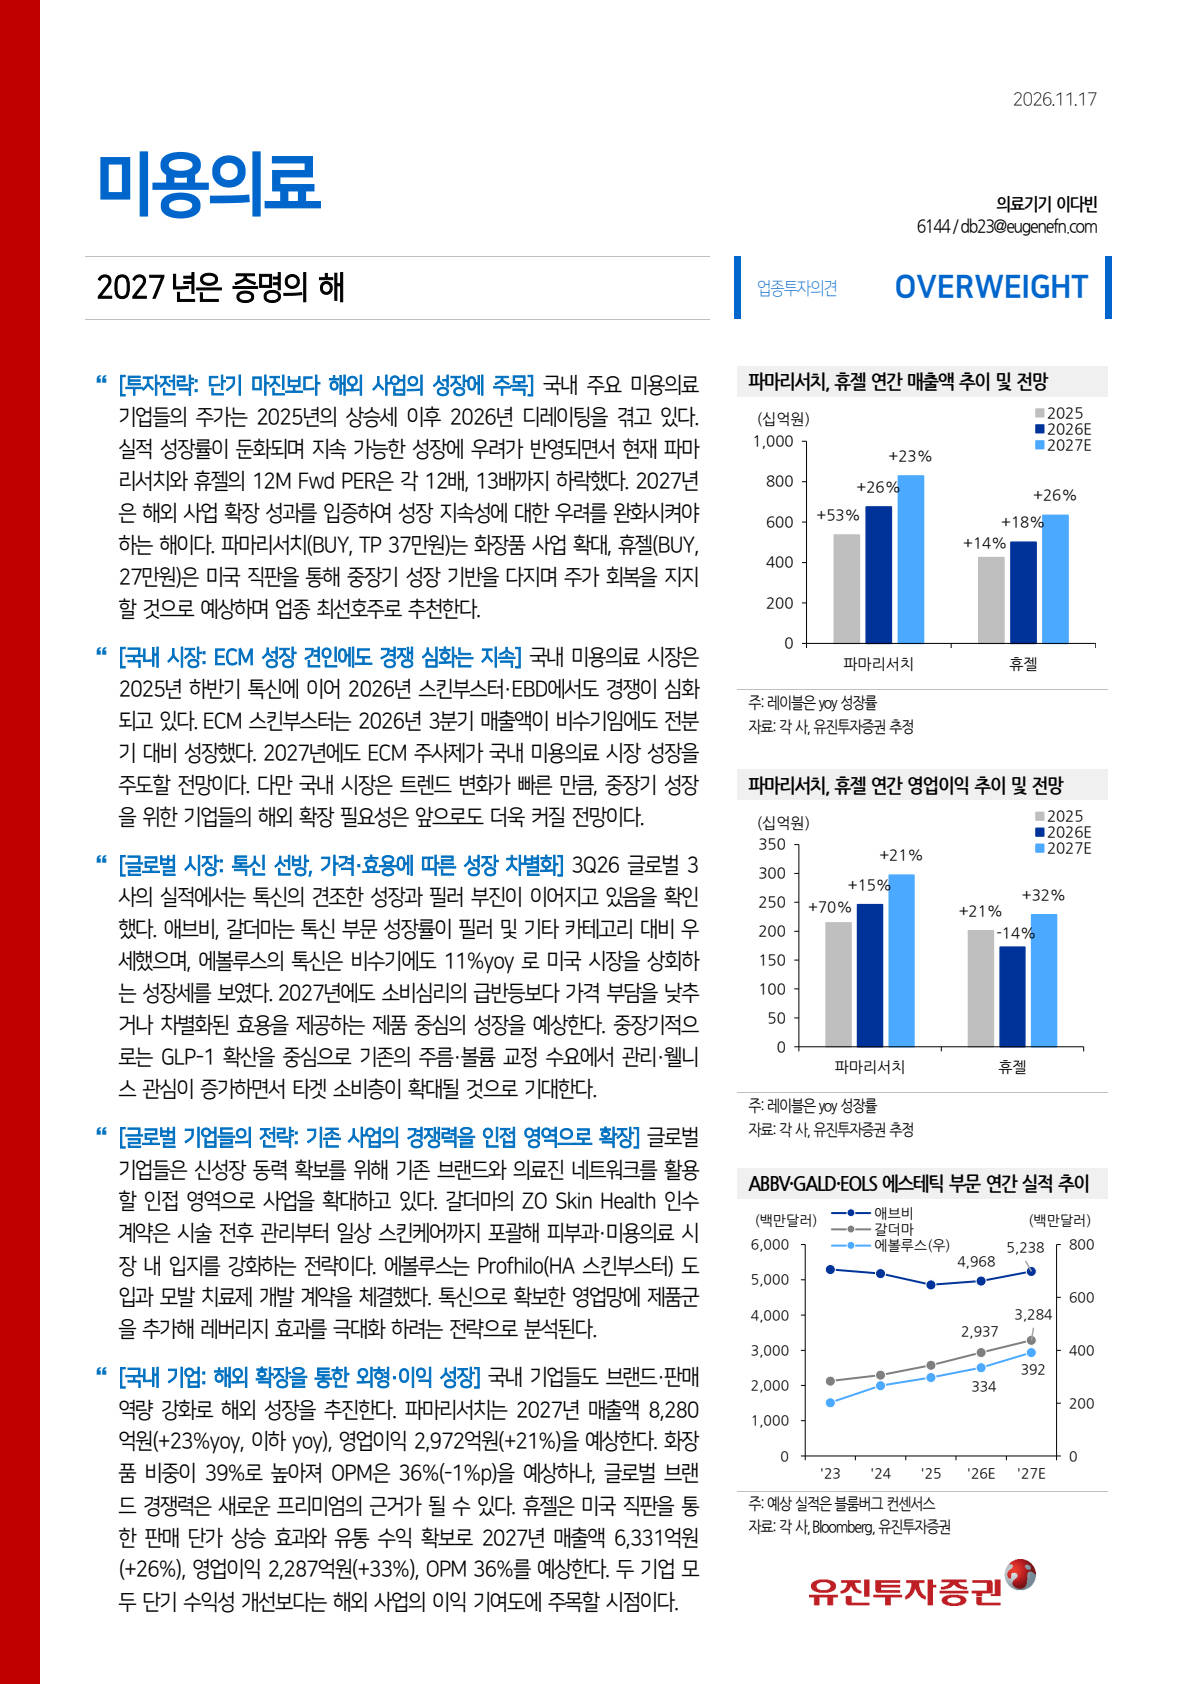 2026.11.17
미용의료
의료기기 이다빈
6144 / db23@eugenefn.com
2027년은 증명의 해
업종투자의견 OVERWEIGHT
“ [투자전략: 단기 마진보다 해외 사업의 성장에 주목] 국내 주요 미용의료
기업들의 주가는 2025년의 상승세 이후 2026년 디레이팅을 겪고 있다.
실적 성장률이 둔화되며 지속 가능한 성장에 우려가 반영되면서 현재 파마
리서치와 휴젤의 12M Fwd PER은 각 12배, 13배까지 하락했다. 2027년
은 해외 사업 확장 성과를 입증하여 성장 지속성에 대한 우려를 완화시켜야
하는 해이다. 파마리서치(BUY, TP 37만원)는 화장품 사업 확대, 휴젤(BUY,
27만원)은 미국 직판을 통해 중장기 성장 기반을 다지며 주가 회복을 지지
할 것으로 예상하며 업종 최선호주로 추천한다.
“ [국내 시장: ECM 성장 견인에도 경쟁 심화는 지속] 국내 미용의료 시장은
2025년 하반기 톡신에 이어 2026년 스킨부스터·EBD에서도 경쟁이 심화
되고 있다. ECM 스킨부스터는 2026년 3분기 매출액이 비수기임에도 전분
기 대비 성장했다. 2027년에도 ECM 주사제가 국내 미용의료 시장 성장을
주도할 전망이다. 다만 국내 시장은 트렌드 변화가 빠른 만큼, 중장기 성장
을 위한 기업들의 해외 확장 필요성은 앞으로도 더욱 커질 전망이다.
“ [글로벌 시장: 톡신 선방, 가격·효용에 따른 성장 차별화] 3Q26 글로벌 3
사의 실적에서는 톡신의 견조한 성장과 필러 부진이 이어지고 있음을 확인
했다. 애브비, 갈더마는 톡신 부문 성장률이 필러 및 기타 카테고리 대비 우
세했으며, 에볼루스의 톡신은 비수기에도 11%yoy 로 미국 시장을 상회하
는 성장세를 보였다. 2027년에도 소비심리의 급반등보다 가격 부담을 낮추
거나 차별화된 효용을 제공하는 제품 중심의 성장을 예상한다. 중장기적으
로는 GLP-1 확산을 중심으로 기존의 주름·볼륨 교정 수요에서 관리·웰니
스 관심이 증가하면서 타겟 소비층이 확대될 것으로 기대한다.
“ [글로벌 기업들의 전략: 기존 사업의 경쟁력을 인접 영역으로 확장] 글로벌
기업들은 신성장 동력 확보를 위해 기존 브랜드와 의료진 네트워크를 활용
할 인접 영역으로 사업을 확대하고 있다. 갈더마의 ZO Skin Health 인수
계약은 시술 전후 관리부터 일상 스킨케어까지 포괄해 피부과·미용의료 시
장 내 입지를 강화하는 전략이다. 에볼루스는 Profhilo(HA 스킨부스터) 도
입과 모발 치료제 개발 계약을 체결했다. 톡신으로 확보한 영업망에 제품군
을 추가해 레버리지 효과를 극대화 하려는 전략으로 분석된다.
“ [국내 기업: 해외 확장을 통한 외형·이익 성장] 국내 기업들도 브랜드·판매
역량 강화로 해외 성장을 추진한다. 파마리서치는 2027년 매출액 8,280
억원(+23%yoy, 이하 yoy), 영업이익 2,972억원(+21%)을 예상한다. 화장
품 비중이 39%로 높아져 OPM은 36%(-1%p)을 예상하나, 글로벌 브랜
드 경쟁력은 새로운 프리미엄의 근거가 될 수 있다. 휴젤은 미국 직판을 통
한 판매 단가 상승 효과와 유통 수익 확보로 2027년 매출액 6,331억원
(+26%), 영업이익 2,287억원(+33%), OPM 36%를 예상한다. 두 기업 모
두 단기 수익성 개선보다는 해외 사업의 이익 기여도에 주목할 시점이다.
파마리서치, 휴젤 연간 매출액 추이 및 전망
(십억원)
2025
2026E
2027E
1,000
800
600
400
200
0
+53%
+26%
+23%
+14%
+18%
+26%
파마리서치 휴젤
주: 레이블은 yoy 성장률
자료: 각 사, 유진투자증권 추정
파마리서치, 휴젤 연간 영업이익 추이 및 전망
(십억원)
2025
2026E
2027E
350
300
250
200
150
100
50
0
+70%
+15%
+21%
+21%
-14%
+32%
파마리서치 휴젤
주: 레이블은 yoy 성장률
자료: 각 사, 유진투자증권 추정
ABBV·GALD·EOLS 에스테틱 부문 연간 실적 추이
(백만달러) (백만달러)
애브비
갈더마
에볼루스(우)
6,000
5,000
4,000
3,000
2,000
1,000
0
800
600
400
200
0
4,968
5,238
2,937
3,284
334
392
'23 '24 '25 '26E '27E
주: 예상 실적은 블룸버그 컨센서스
자료: 각 사, Bloomberg, 유진투자증권
유진투자증권